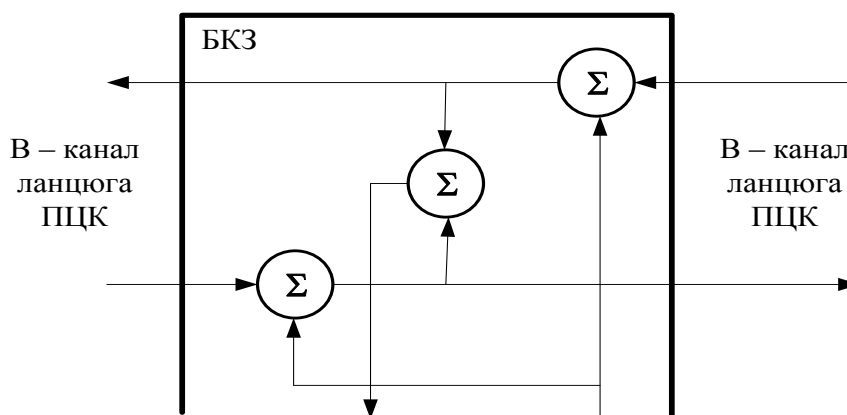 БКЗ
Σ
В – канал
ланцюга
ПЦК
Σ
В – канал
ланцюга
ПЦК
Σ